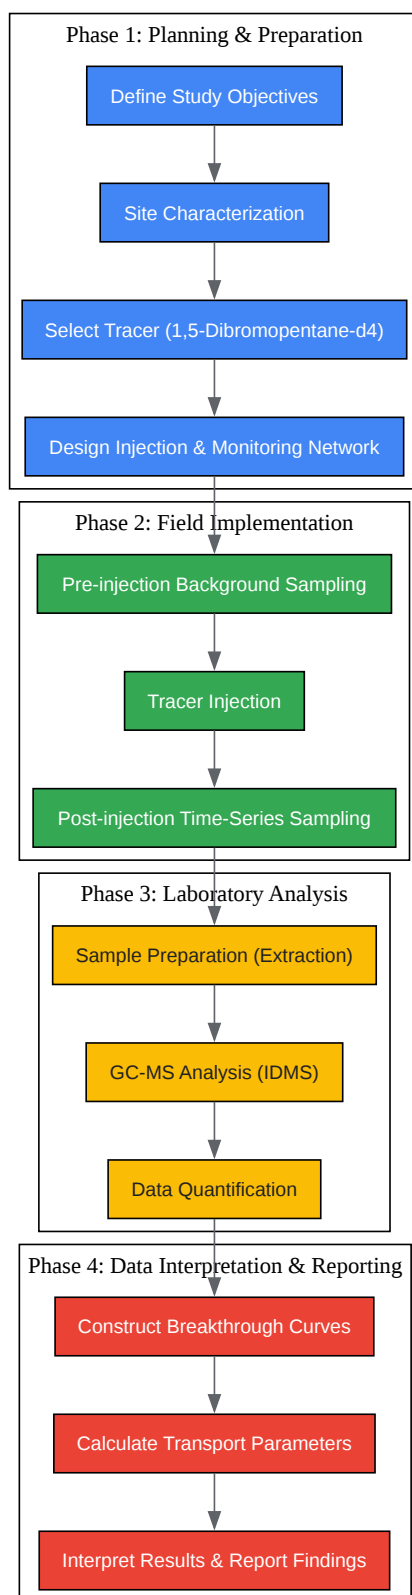 Phase 1: Planning & Preparation
Define Study Objectives
Site Characterization
Select Tracer (1,5-Dibromopentane-d4)
Design Injection & Monitoring Network
Phase 2: Field Implementation
Pre-injection Background Sampling
Tracer Injection
Post-injection Time-Series Sampling
Phase 3: Laboratory Analysis
Sample Preparation (Extraction)
GC-MS Analysis (IDMS)
Data Quantification
Phase 4: Data Interpretation & Reporting
Construct Breakthrough Curves
Calculate Transport Parameters
Interpret Results & Report Findings